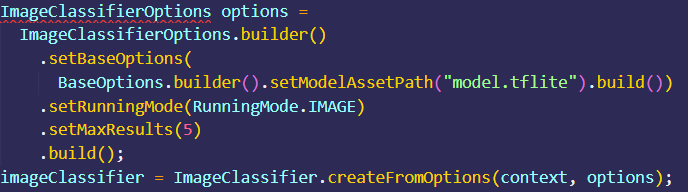 ImageClassifierOptions options =
  ImageClassifierOptions.builder()
    .setBaseOptions(
      BaseOptions.builder().setModelAssetPath("model.tflite").build())
    .setRunningMode(RunningMode.IMAGE)
    .setMaxResults(5)
    .build();
imageClassifier = ImageClassifier.createFromOptions(context, options);